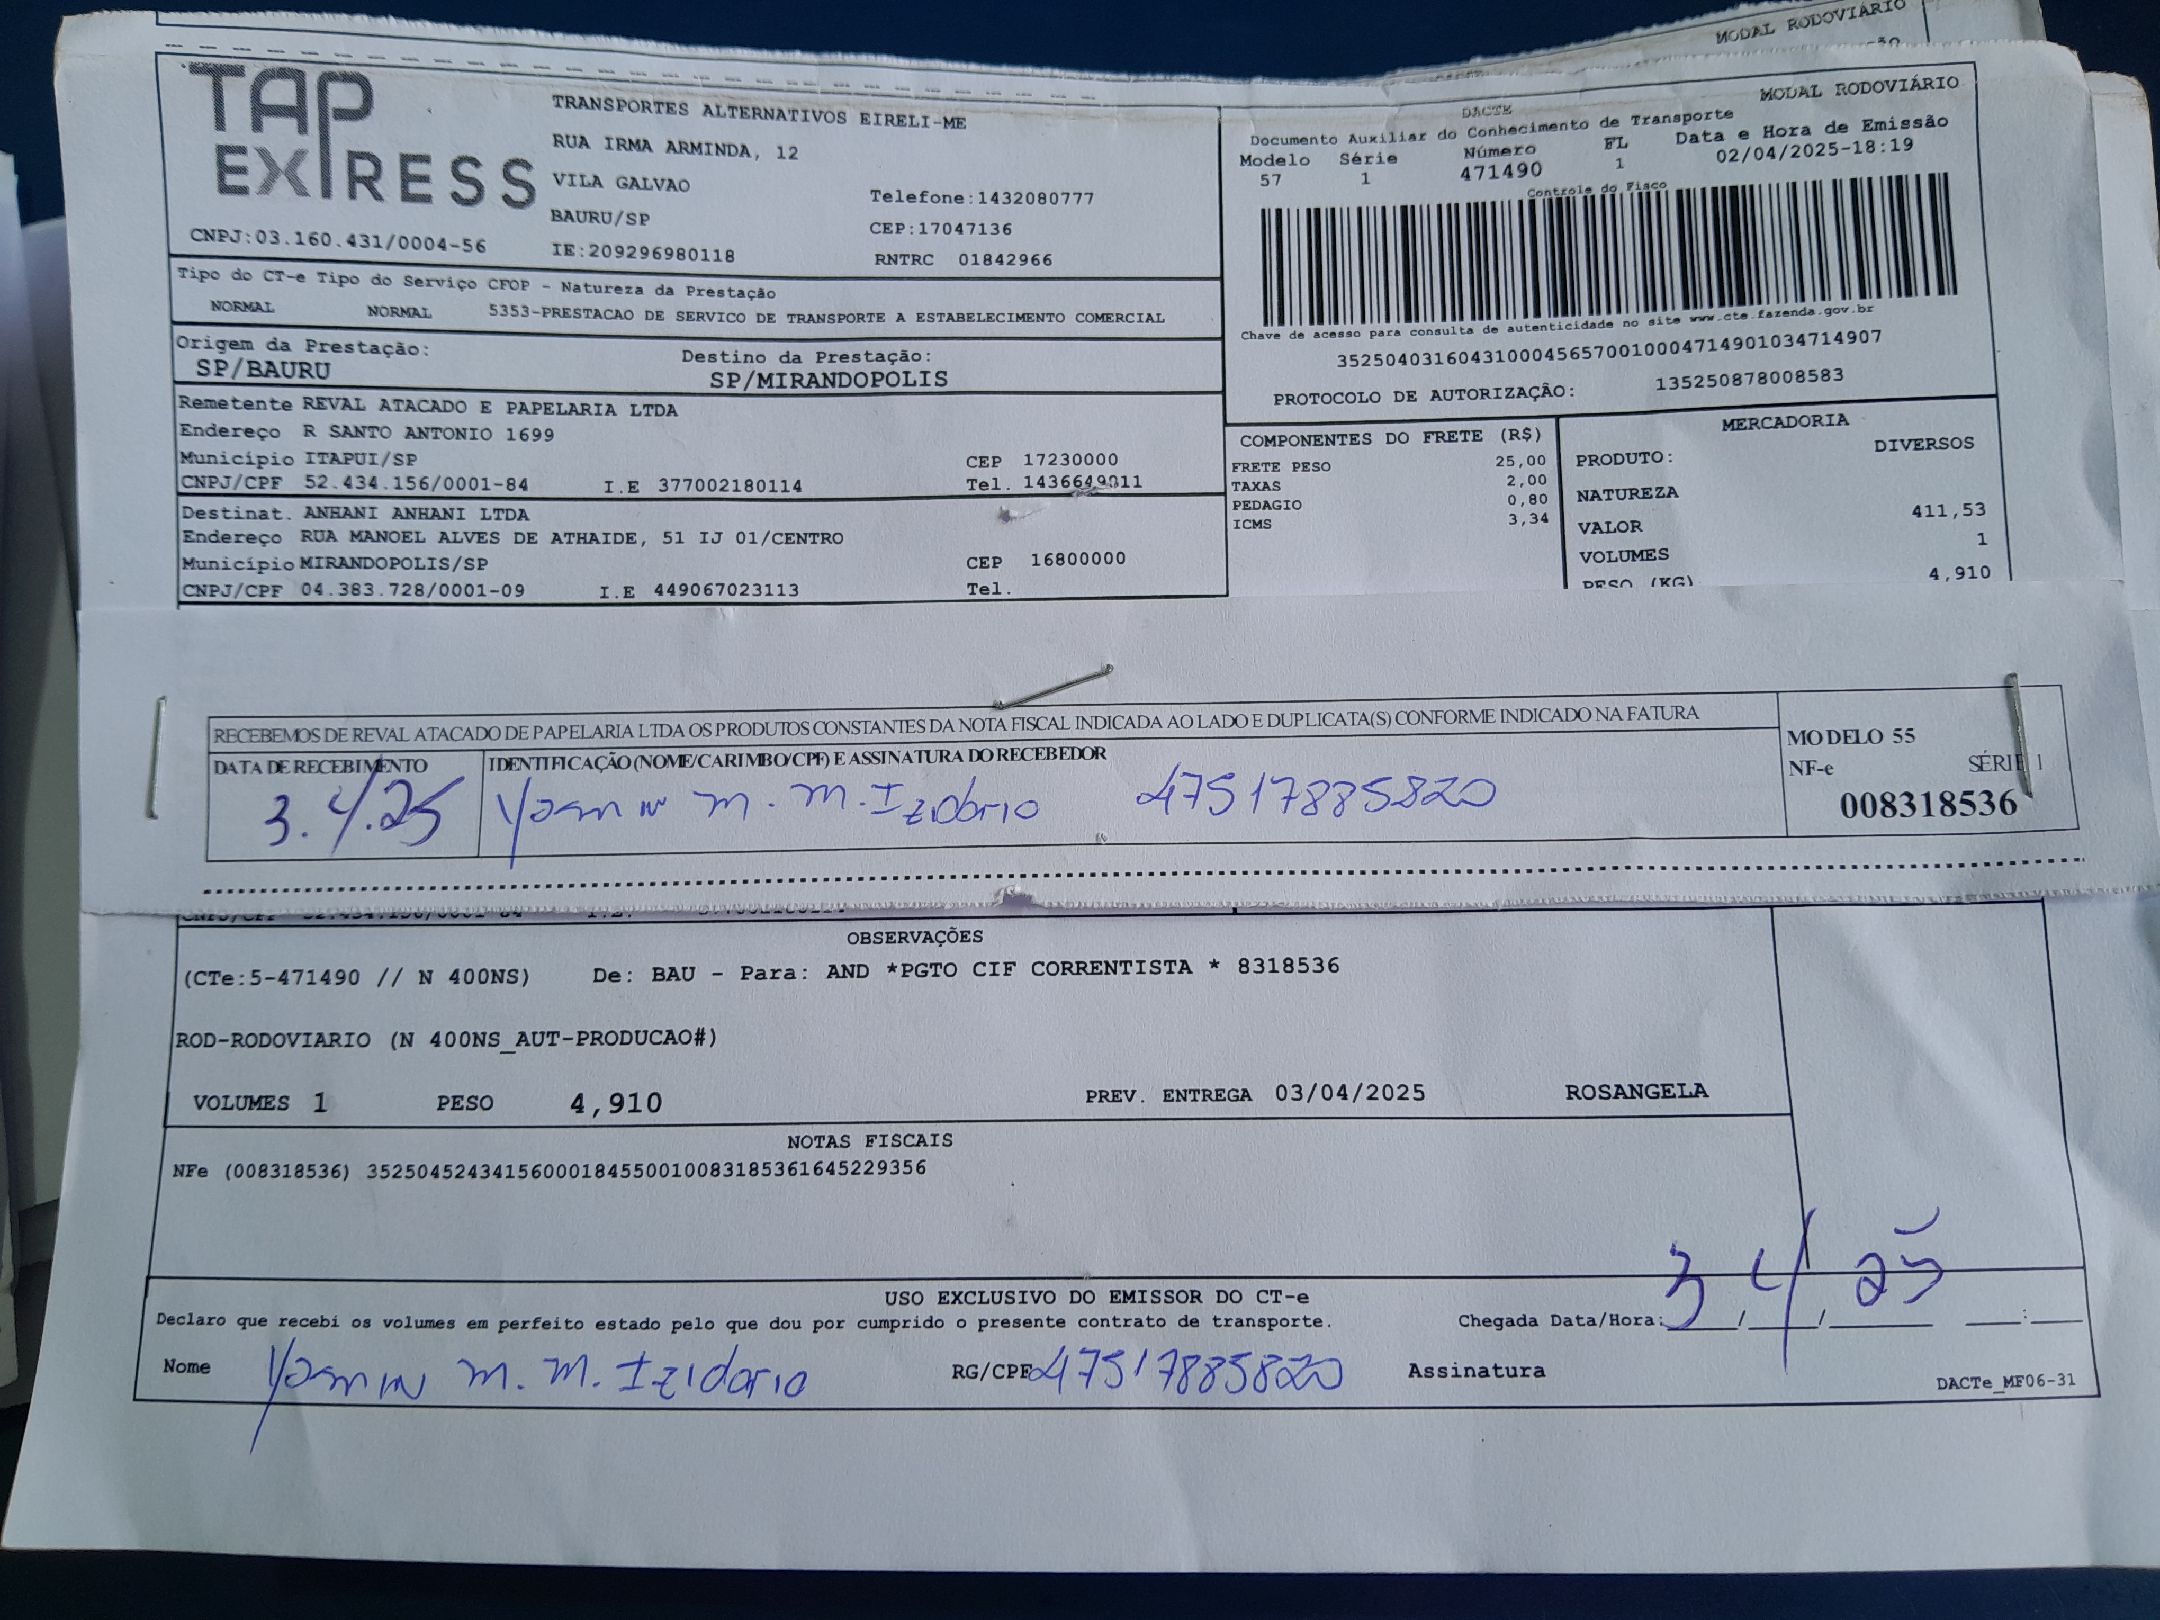 MODAL RODOVIÁRIO
TAP
EXPRESS
CNPJ:03.160.431/0004-56
TRANSPORTES ALTERNATIVOS EIRELI-ME
RUA IRMA ARMINDA, 12
VILA GALVAO
BAURU/SP
IE:209296980118
Telefone:1432080777
CEP:17047136
RNTRC 01842966
DACTE
MODAL RODOVIÁRIO
Documento Auxiliar do Conhecimento de Transporte
Modelo Série Número FL Data e Hora de Emissão
57 1 471490 1 02/04/2025-18:19
Controle do Fisco
Chave de acesso para consulta de autenticidade no site www.cte.fazenda.gov.br
35250403160431000456570010004714901034714907
PROTOCOLO DE AUTORIZAÇÃO: 135250878008583
Tipo do CT-e Tipo do Serviço CFOP - Natureza da Prestação
NORMAL NORMAL 5353-PRESTACAO DE SERVICO DE TRANSPORTE A ESTABELECIMENTO COMERCIAL
Origem da Prestação: Destino da Prestação:
SP/BAURU SP/MIRANDOPOLIS
Remetente REVAL ATACADO E PAPELARIA LTDA
Endereço R SANTO ANTONIO 1699
Município ITAPUI/SP CEP 17230000
CNPJ/CPF 52.434.156/0001-84 I.E 377002180114 Tel. 1436649011
Destinat. ANHANI ANHANI LTDA
Endereço RUA MANOEL ALVES DE ATHAIDE, 51 IJ 01/CENTRO
Município MIRANDOPOLIS/SP CEP 16800000
CNPJ/CPF 04.383.728/0001-09 I.E 449067023113 Tel.
COMPONENTES DO FRETE (R$)
FRETE PESO 25,00
TAXAS 2,00
PEDAGIO 0,80
ICMS 3,34
MERCADORIA
PRODUTO: DIVERSOS
NATUREZA
VALOR 411,53
VOLUMES 1
PESO (KG) 4,910
RECEBEMOS DE REVAL ATACADO DE PAPELARIA LTDA OS PRODUTOS CONSTANTES DA NOTA FISCAL INDICADA AO LADO E DUPLICATA(S) CONFORME INDICADO NA FATURA
DATA DE RECEBIMENTO IDENTIFICAÇÃO (NOME/CARIMBO/CPF) E ASSINATURA DO RECEBEDOR
3.4.25 Yasmin M. M. Izidorio 47517885820
MODELO 55
NF-e SÉRIE 1
008318536
OBSERVAÇÕES
(CTe:5-471490 // N 400NS) De: BAU - Para: AND *PGTO CIF CORRENTISTA * 8318536
ROD-RODOVIARIO (N 400NS_AUT-PRODUCAO#)
VOLUMES 1 PESO 4,910 PREV. ENTREGA 03/04/2025 ROSANGELA
NOTAS FISCAIS
NFe (008318536) 35250452434156000184550010083185361645229356
USO EXCLUSIVO DO EMISSOR DO CT-e
Declaro que recebi os volumes em perfeito estado pelo que dou por cumprido o presente contrato de transporte. Chegada Data/Hora: 3/4/25 :
Nome Yasmin M. M. Izidorio RG/CPF 47517885820 Assinatura
DACTe_MF06-31